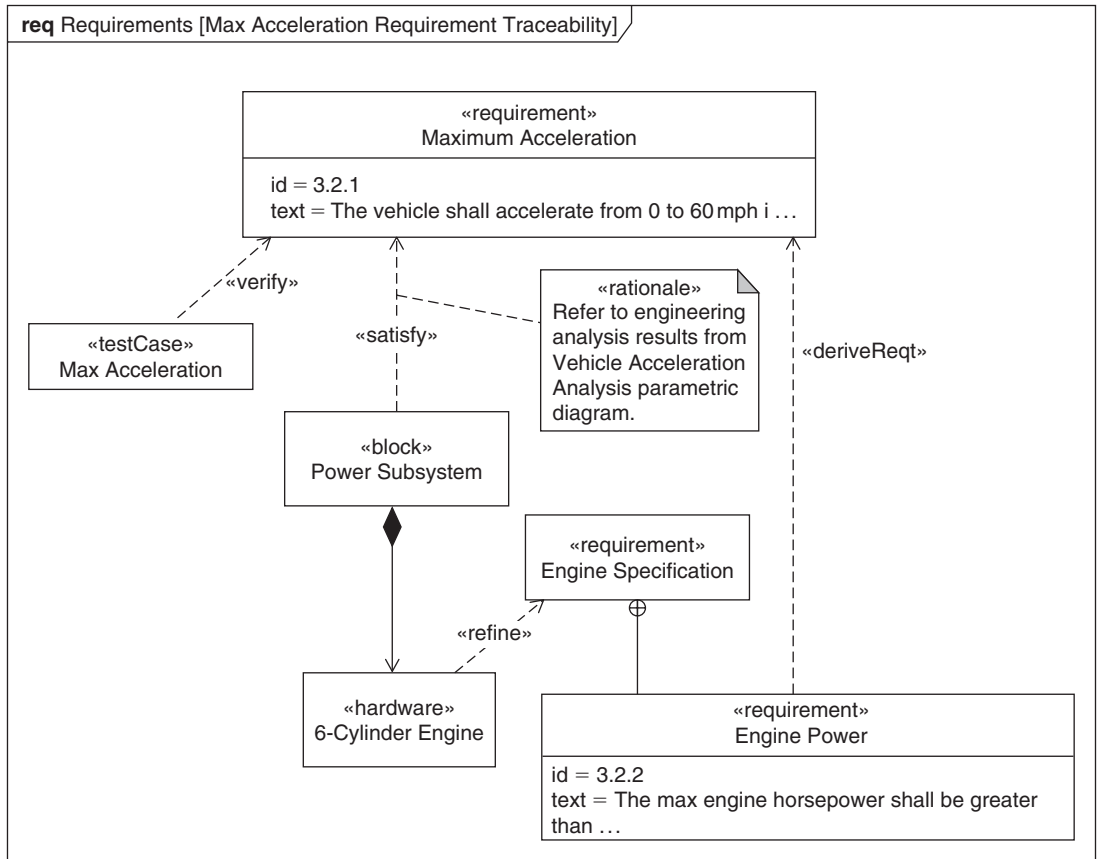 req Requirements [Max Acceleration Requirement Traceability]
«requirement»
Maximum Acceleration
id = 3.2.1
text = The vehicle shall accelerate from 0 to 60 mph i ...
«verify»
«testCase»
Max Acceleration
«satisfy»
«rationale»
Refer to engineering
analysis results from
Vehicle Acceleration
Analysis parametric
diagram.
«deriveReqt»
«block»
Power Subsystem
«requirement»
Engine Specification
«refine»
«hardware»
6-Cylinder Engine
«requirement»
Engine Power
id = 3.2.2
text = The max engine horsepower shall be greater
than ...